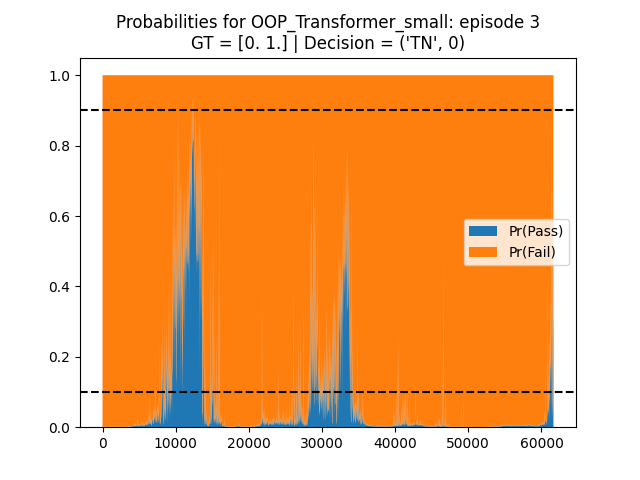 Probabilities for OOP_Transformer_small: episode 3
GT = [0. 1.] | Decision = ('TN', 0)
1.0
0.8
0.6
0.4
0.2
0.0
Pr(Pass)
Pr(Fail)
0 10000 20000 30000 40000 50000 60000